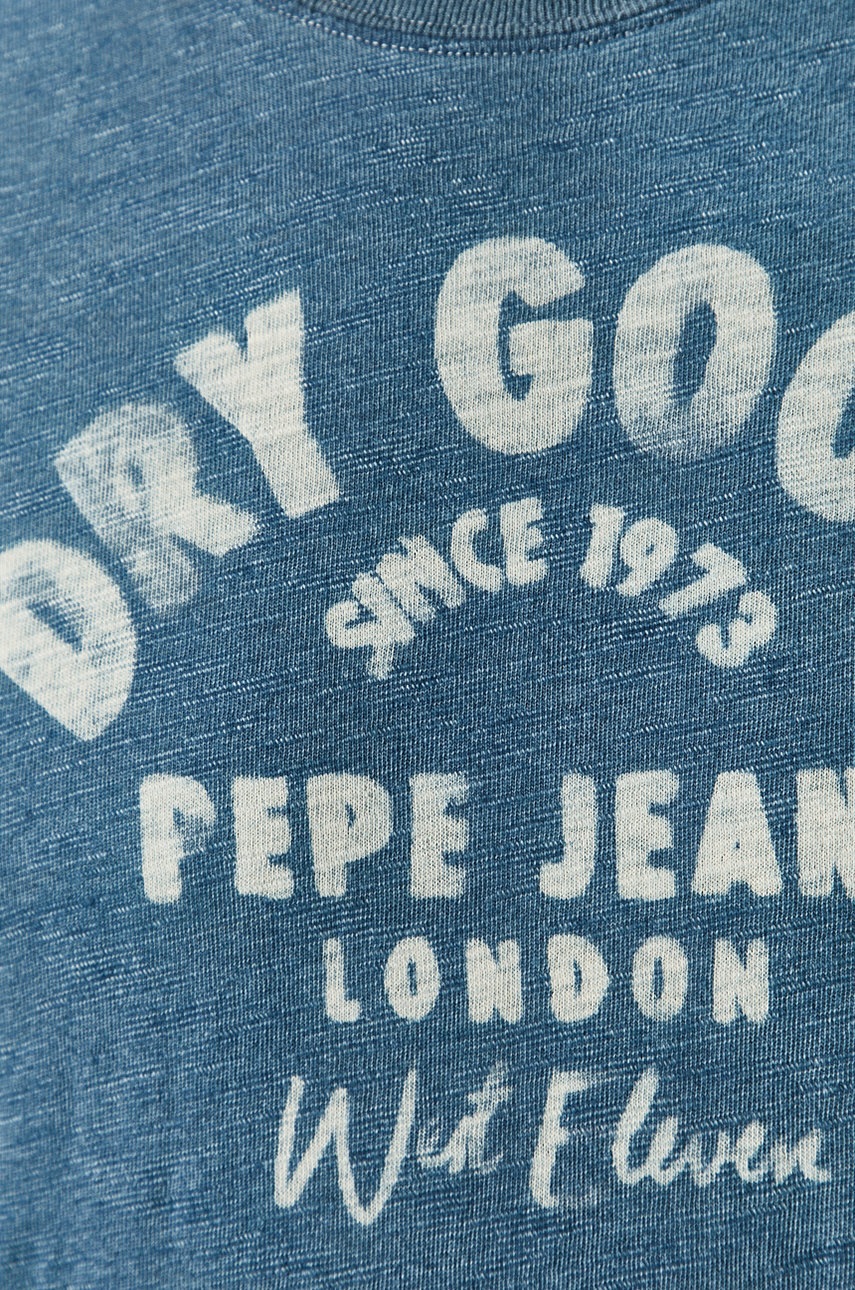 DRY GOO
SINCE 1973
PEPE JEAN
LONDON
West Eleven